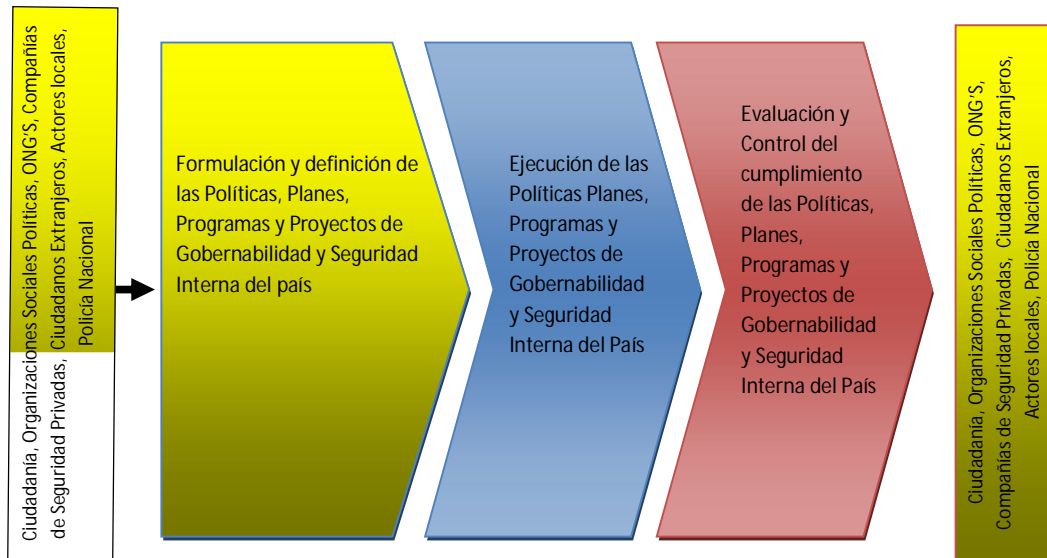 Ciudadanía, Organizaciones Sociales Políticas, ONG'S, Compañías
de Seguridad Privadas, Ciudadanos Extranjeros, Actores locales,
Policía Nacional
Formulación y definición de
las Políticas, Planes,
Programas y Proyectos de
Gobernabilidad y Seguridad
Interna del país
Ejecución de las
Políticas Planes,
Programas y
Proyectos de
Gobernabilidad
y Seguridad
Interna del País
Evaluación y
Control del
cumplimiento
de las Políticas,
Planes,
Programas y
Proyectos de
Gobernabilidad
y Seguridad
Interna del País
Ciudadanía, Organizaciones Sociales Políticas, ONG'S,
Compañías de Seguridad Privadas, Ciudadanos Extranjeros,
Actores locales, Policía Nacional